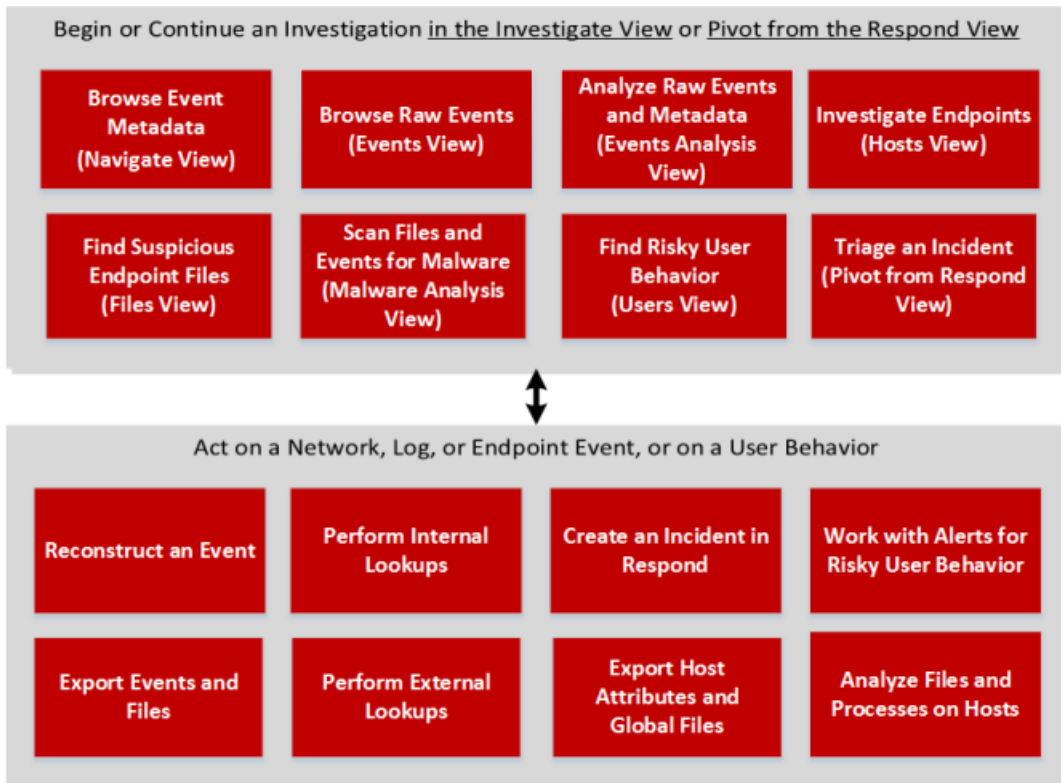 Begin or Continue an Investigation in the Investigate View or Pivot from the Respond View
Browse Event
Metadata
(Navigate View)
Browse Raw Events
(Events View)
Analyze Raw Events
and Metadata
(Events Analysis
View)
Investigate Endpoints
(Hosts View)
Find Suspicious
Endpoint Files
(Files View)
Scan Files and
Events for Malware
(Malware Analysis
View)
Find Risky User
Behavior
(Users View)
Triage an Incident
(Pivot from Respond
View)
Act on a Network, Log, or Endpoint Event, or on a User Behavior
Reconstruct an Event
Perform Internal
Lookups
Create an Incident in
Respond
Work with Alerts for
Risky User Behavior
Export Events and
Files
Perform External
Lookups
Export Host
Attributes and
Global Files
Analyze Files and
Processes on Hosts